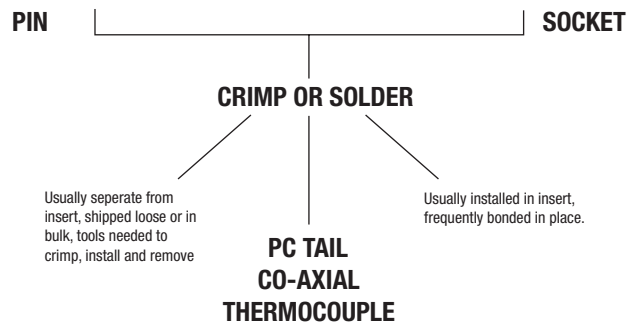 PIN
SOCKET
CRIMP OR SOLDER
Usually seperate from
insert, shipped loose or in
bulk, tools needed to
crimp, install and remove
Usually installed in insert,
frequently bonded in place.
PC TAIL
CO-AXIAL
THERMOCOUPLE